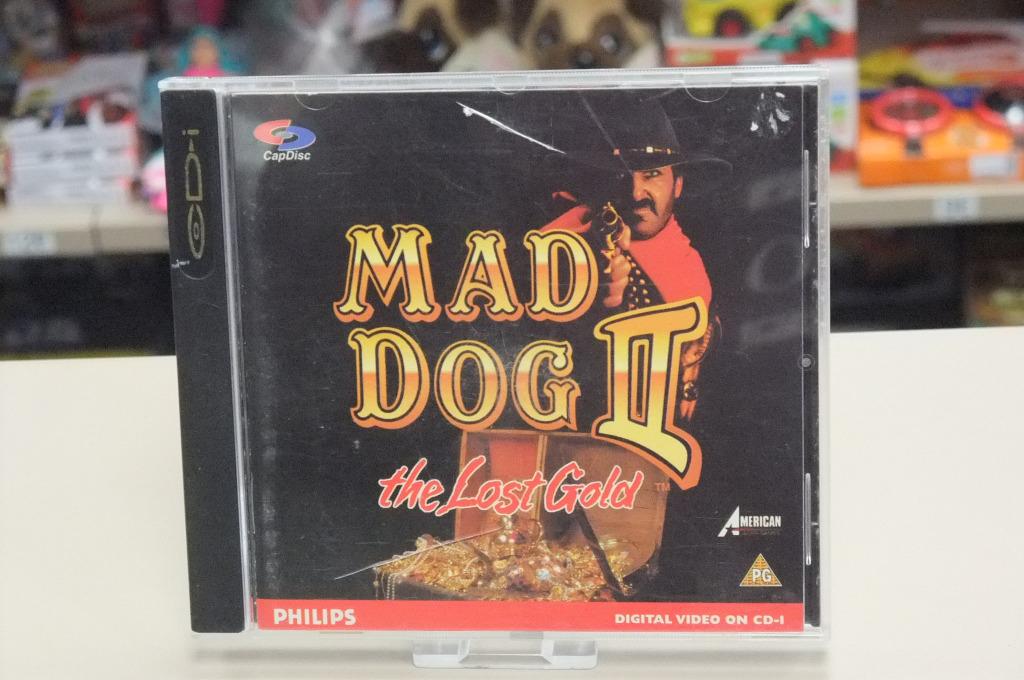 CD-i
CapDisc
MAD
DOG II
the Lost Gold
TM
AMERICAN
PG
PHILIPS
DIGITAL VIDEO ON CD-I